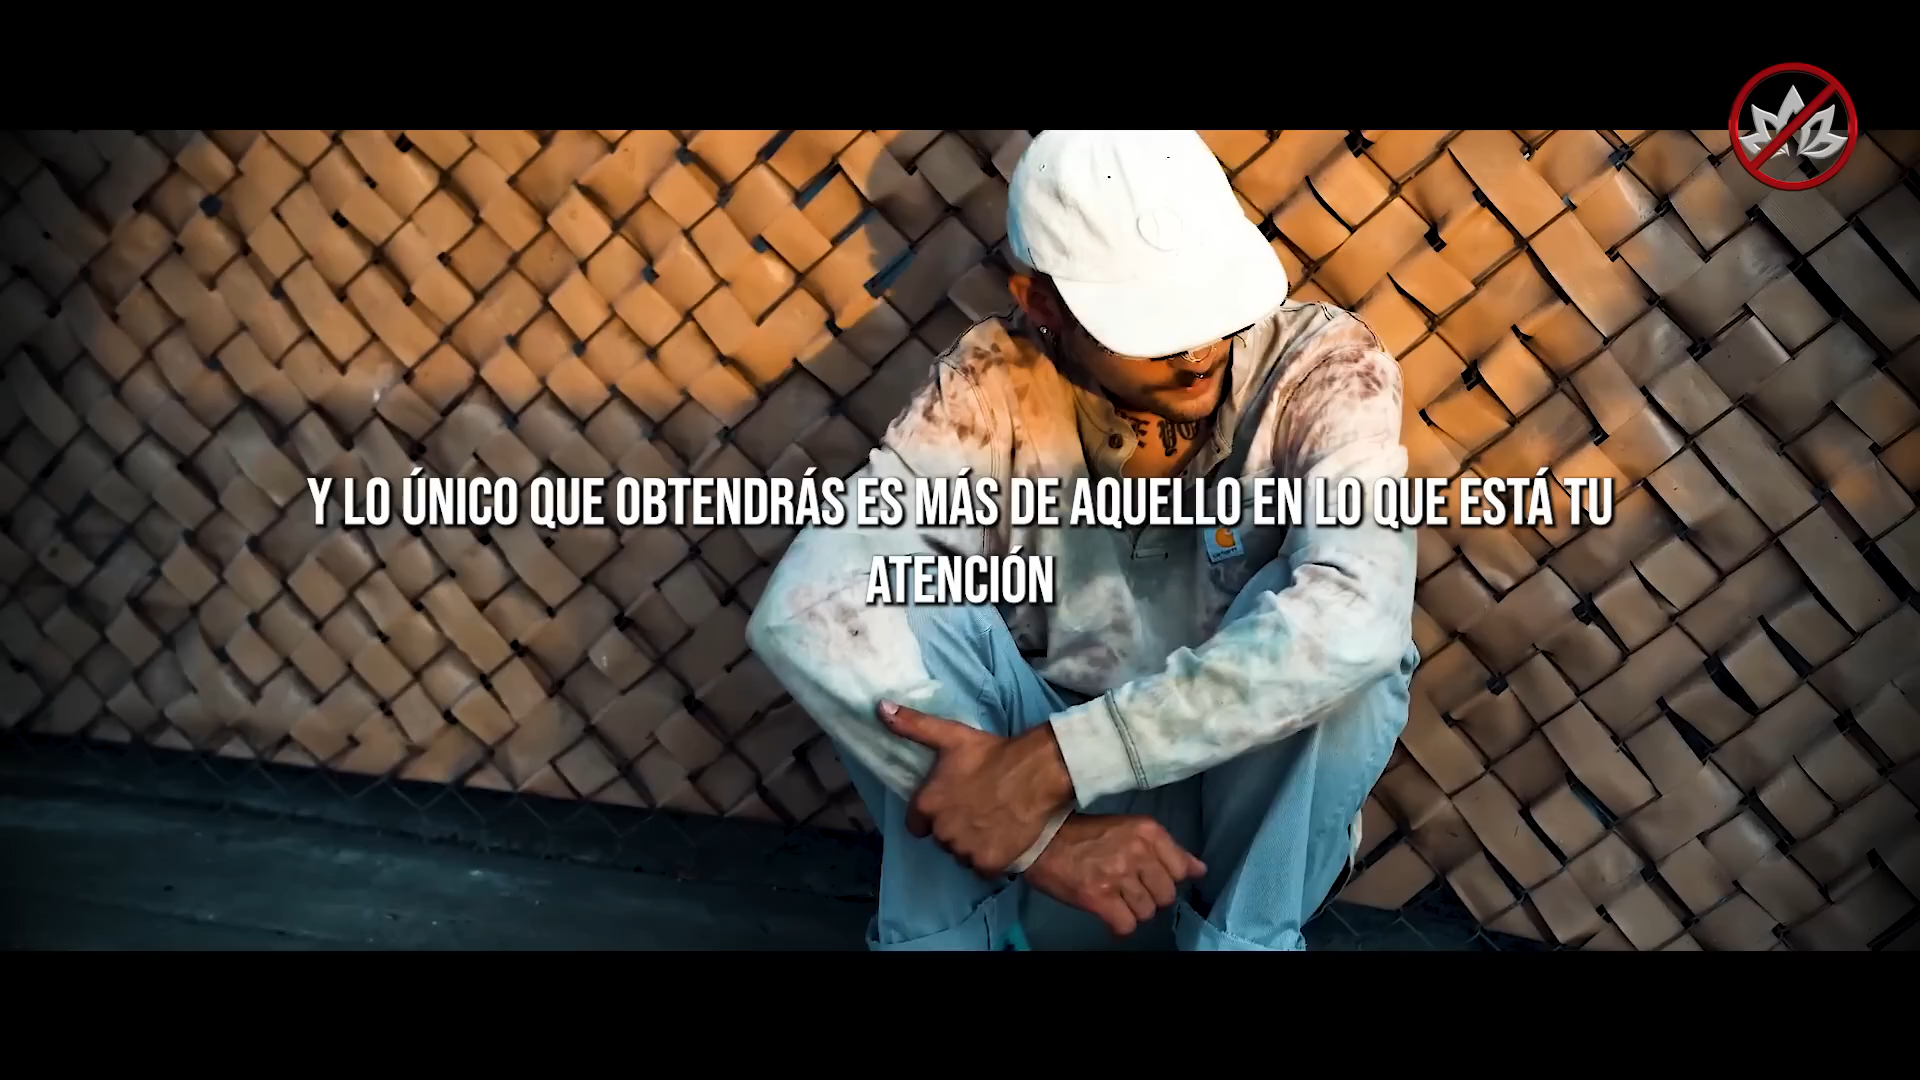 Y LO ÚNICO QUE OBTENDRÁS ES MÁS DE AQUELLO EN LO QUE ESTÁ TU
ATENCIÓN